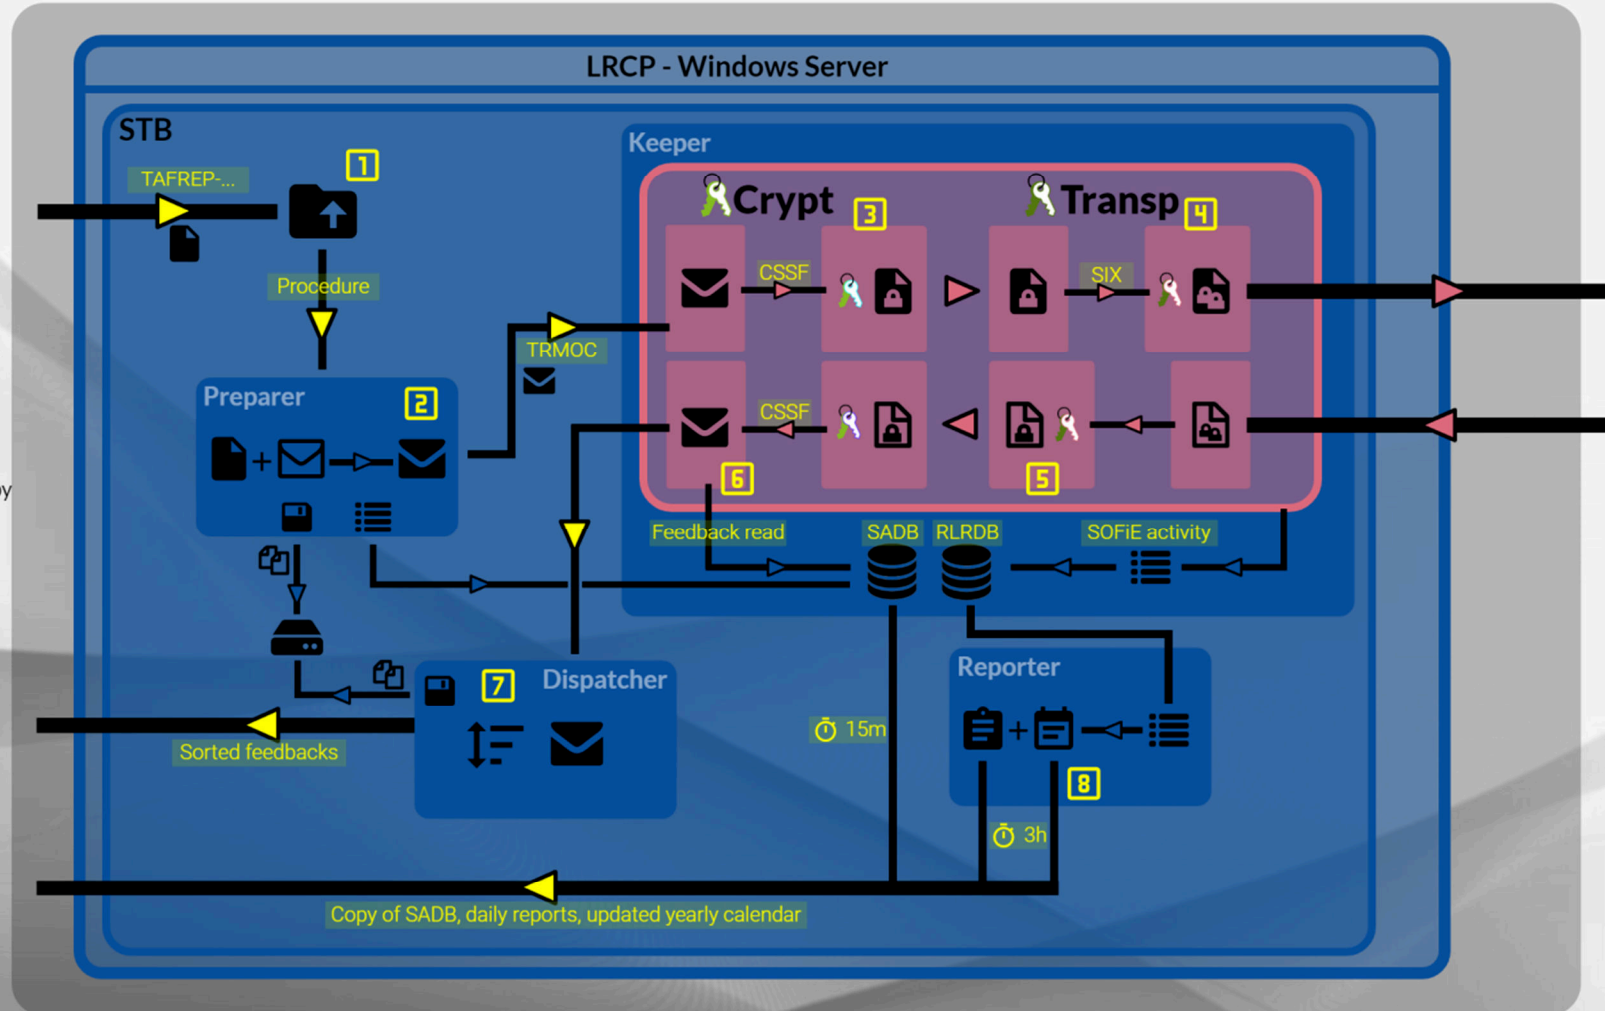 LRCP - Windows Server
STB
Keeper
TAFREP-...
1
Crypt
3
Transp
4
CSSF
SIX
Procedure
TRMOC
Preparer
2
CSSF
6
5
Feedback read
SADB
RLRDB
SOFiE activity
Reporter
7
Dispatcher
15m
Sorted feedbacks
8
3h
Copy of SADB, daily reports, updated yearly calendar